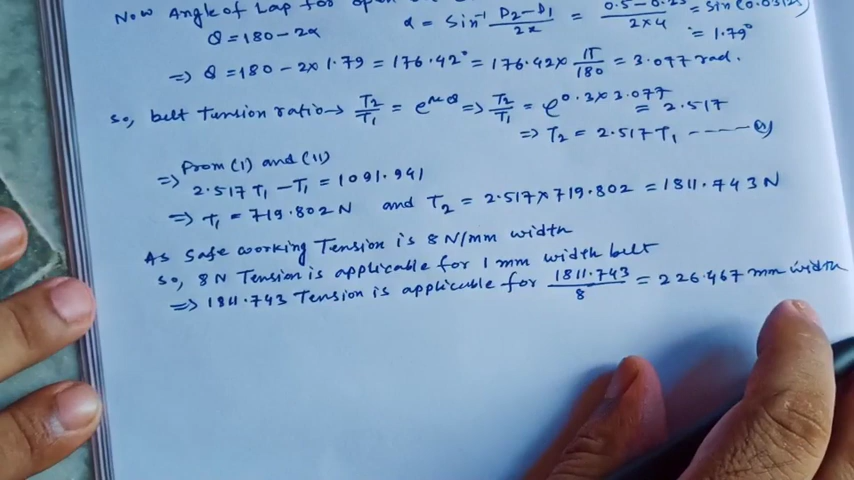 Now Angle of Lap for open
θ = 180 - 2α    α = Sin⁻¹ (D2 - D1)/2x = (0.5 - 0.25)/(2×4) = Sin⁻¹(0.03125) = 1.79°
⇒ θ = 180 - 2×1.79 = 176.42° = 176.42× π/180 = 3.077 rad.
so, belt Tension ratio → T2/T1 = e^μθ ⇒ T2/T1 = e^0.3×3.077 = 2.517
⇒ T2 = 2.517 T1 ----- (ii)
⇒ From (I) and (II)
2.517 T1 - T1 = 1091.941
⇒ T1 = 719.802 N and T2 = 2.517×719.802 = 1811.743 N
As safe working Tension is 8 N/mm width
so, 8N Tension is applicable for 1 mm width belt
⇒ 1811.743 Tension is applicable for 1811.743/8 = 226.467 mm width